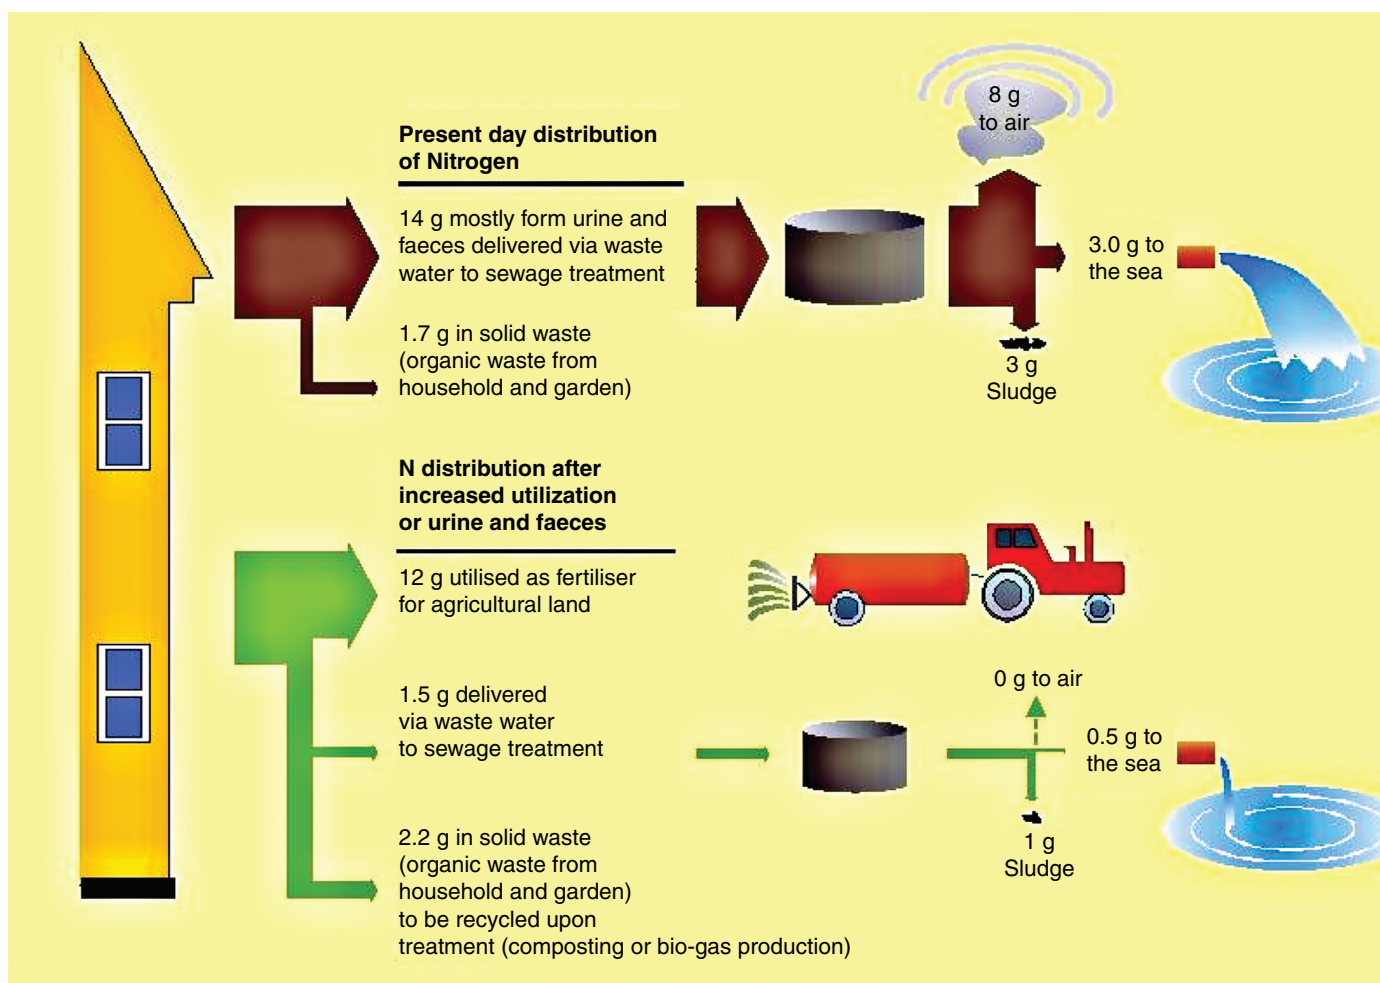 Present day distribution
of Nitrogen
14 g mostly form urine and
faeces delivered via waste
water to sewage treatment
1.7 g in solid waste
(organic waste from
household and garden)
8 g
to air
3.0 g to
the sea
3 g
Sludge
N distribution after
increased utilization
or urine and faeces
12 g utilised as fertiliser
for agricultural land
1.5 g delivered
via waste water
to sewage treatment
0 g to air
0.5 g to
the sea
1 g
Sludge
2.2 g in solid waste
(organic waste from
household and garden)
to be recycled upon
treatment (composting or bio-gas production)